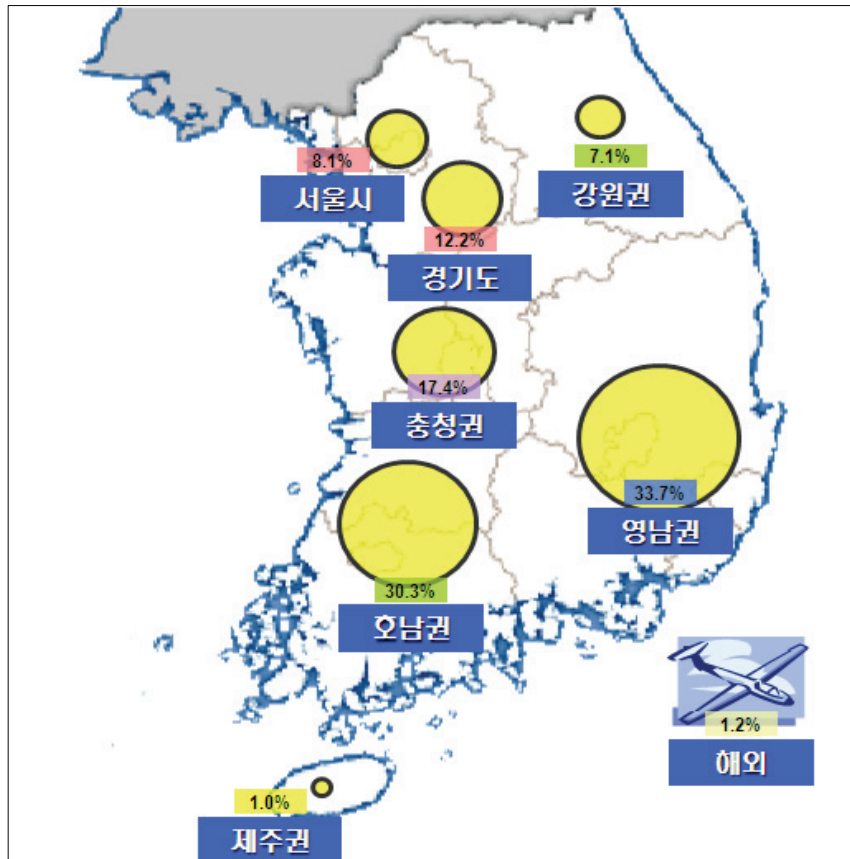 8.1%
서울시
7.1%
강원권
12.2%
경기도
17.4%
충청권
33.7%
영남권
30.3%
호남권
1.2%
해외
1.0%
제주권